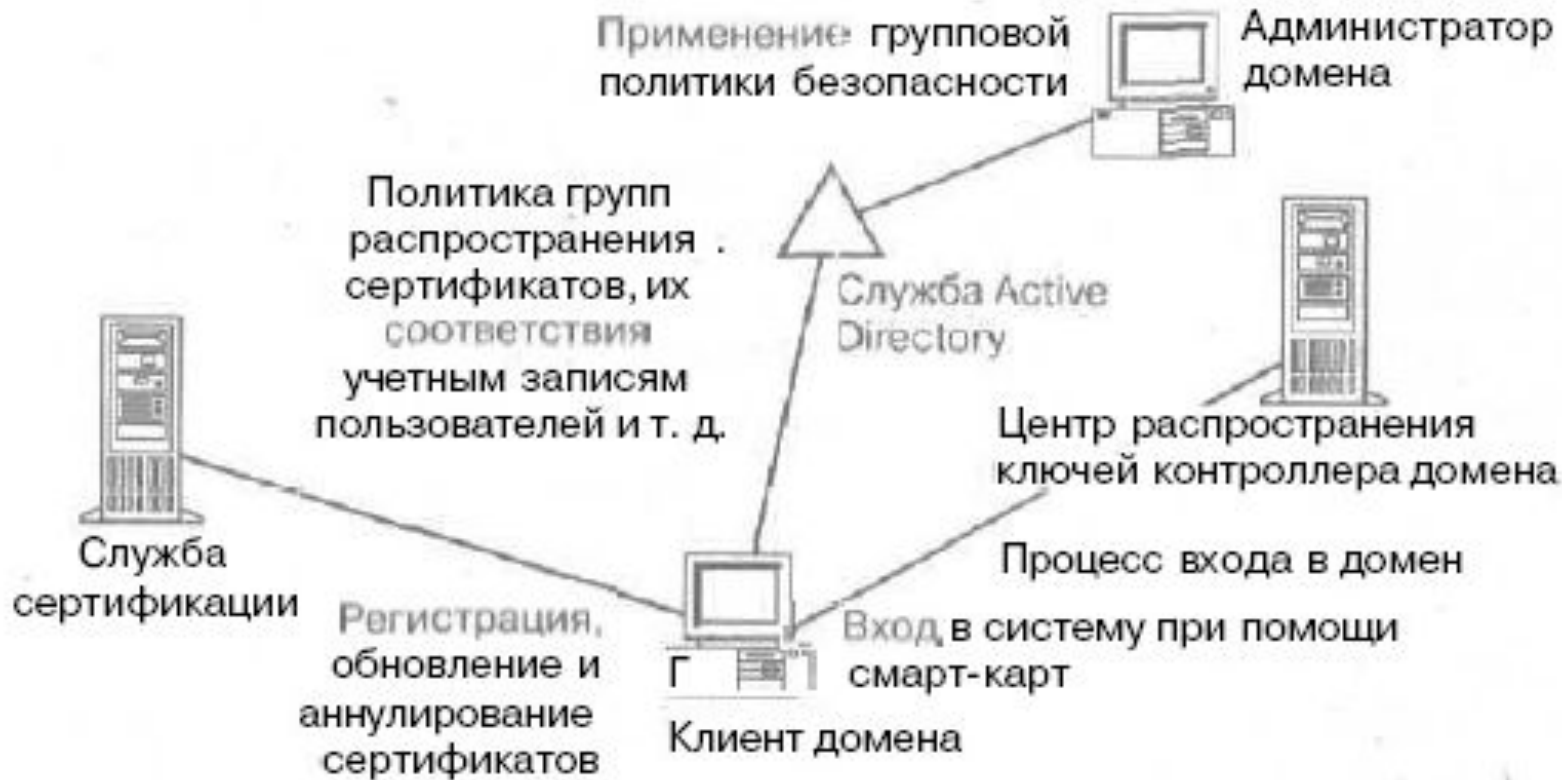 Применение групповой
политики безопасности
Администратор
домена
Политика групп
распространения .
сертификатов, их
соответствия
учетным записям
пользователей и т. д.
Служба Active
Directory
Центр распространения
ключей контроллера домена
Служба
сертификации
Процесс входа в домен
Регистрация,
обновление и
аннулирование
сертификатов
Вход в систему при помощи
смарт-карт
Клиент домена